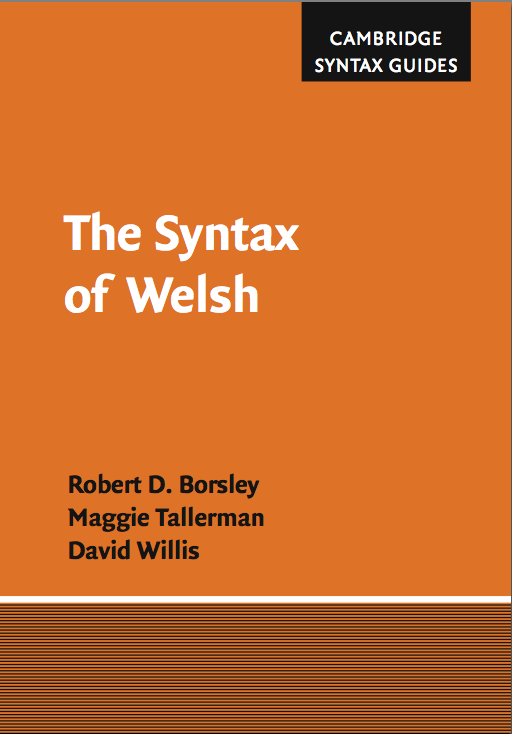 CAMBRIDGE
SYNTAX GUIDES
The Syntax
of Welsh
Robert D. Borsley
Maggie Tallerman
David Willis